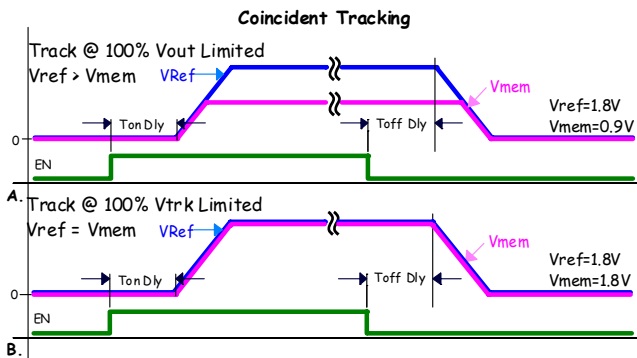 Coincident Tracking
Track @ 100% Vout Limited
Vref > Vmem
VRef
Vmem
Vref=1.8V
Vmem=0.9V
Ton Dly
Toff Dly
0
EN
A.
Track @ 100% Vtrk Limited
Vref = Vmem
VRef
Vmem
Vref=1.8V
Vmem=1.8V
Ton Dly
Toff Dly
0
EN
B.